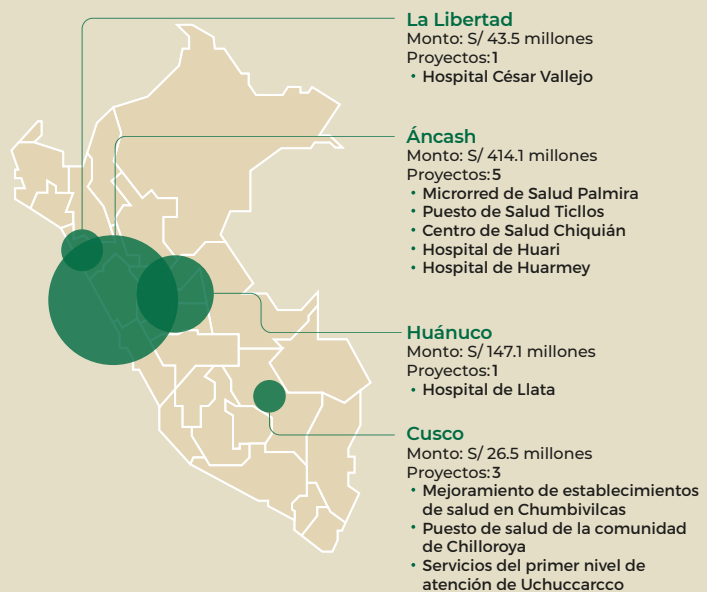 La Libertad
Monto: S/ 43.5 millones
Proyectos: 1
• Hospital César Vallejo
Áncash
Monto: S/ 414.1 millones
Proyectos: 5
• Microrred de Salud Palmira
• Puesto de Salud Ticllos
• Centro de Salud Chiquián
• Hospital de Huari
• Hospital de Huarmey
Huánuco
Monto: S/ 147.1 millones
Proyectos: 1
• Hospital de Llata
Cusco
Monto: S/ 26.5 millones
Proyectos: 3
• Mejoramiento de establecimientos
de salud en Chumbivilcas
• Puesto de salud de la comunidad
de Chilloroya
• Servicios del primer nivel de
atención de Uchuccarcco